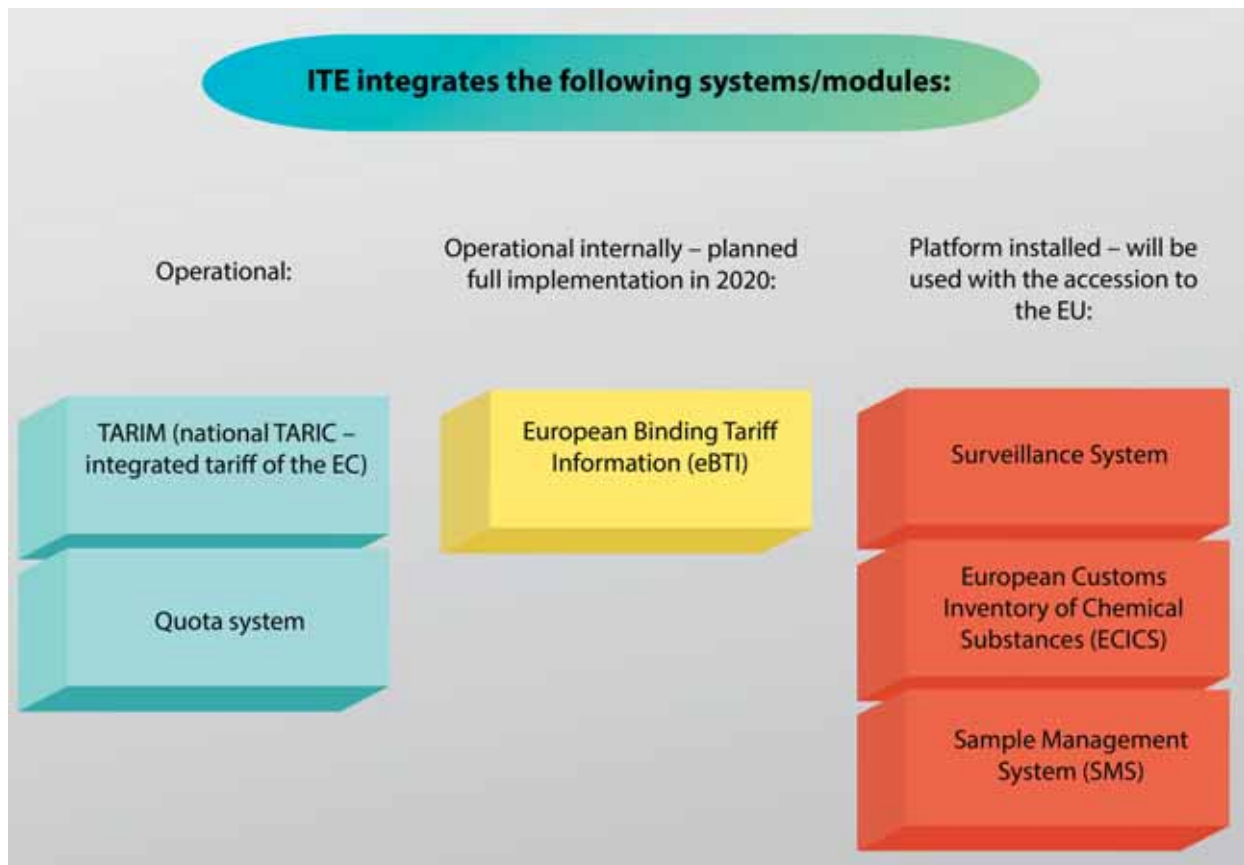 ITE integrates the following systems/modules:
Operational:
TARIM (national TARIC –
integrated tariff of the EC)
Quota system
Operational internally – planned
full implementation in 2020:
European Binding Tariff
Information (eBTI)
Platform installed – will be
used with the accession to
the EU:
Surveillance System
European Customs
Inventory of Chemical
Substances (ECICS)
Sample Management
System (SMS)